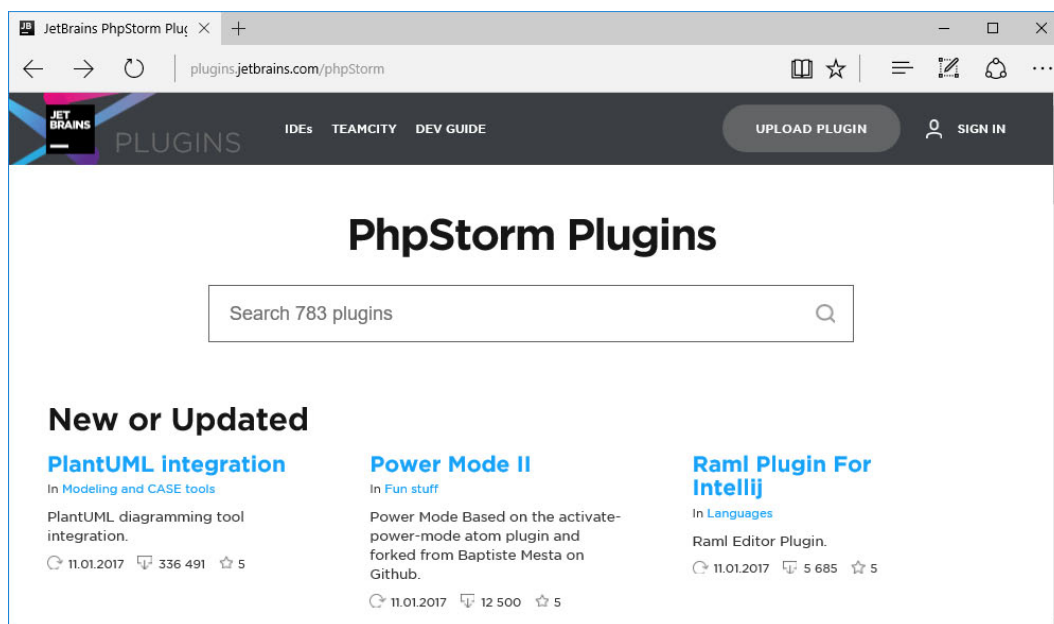 JB JetBrains PhpStorm Plug
plugins.jetbrains.com/phpStorm
JET
BRAINS
PLUGINS
IDEs TEAMCITY DEV GUIDE
UPLOAD PLUGIN
SIGN IN
PhpStorm Plugins
Search 783 plugins
New or Updated
PlantUML integration
In Modeling and CASE tools
PlantUML diagramming tool
integration.
11.01.2017 336 491 5
Power Mode II
In Fun stuff
Power Mode Based on the activate-
power-mode atom plugin and
forked from Baptiste Mesta on
Github.
11.01.2017 12 500 5
Raml Plugin For
Intellij
In Languages
Raml Editor Plugin.
11.01.2017 5 685 5